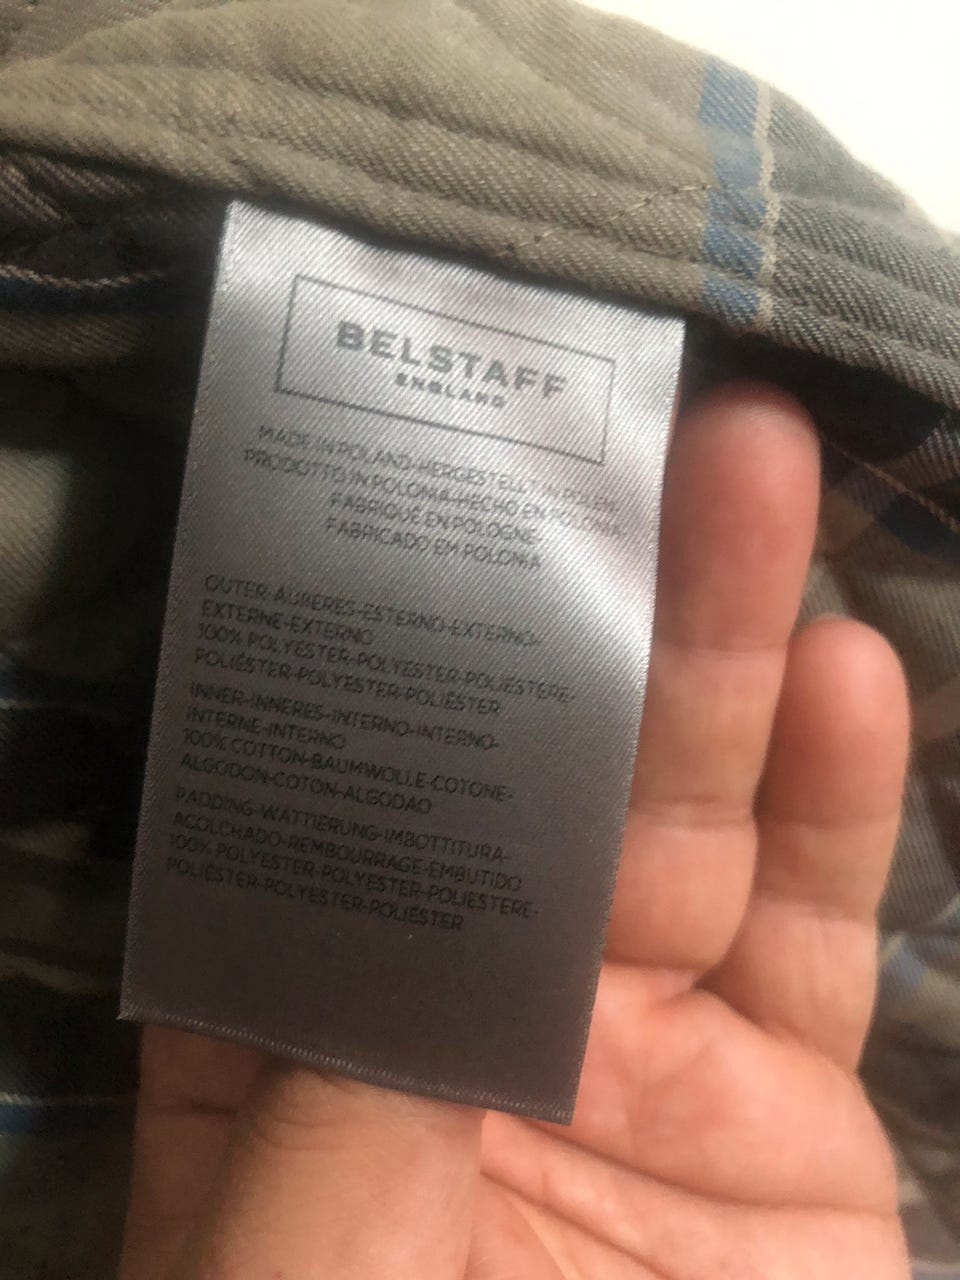 BELSTAFF
ENGLAND
MADE IN POLAND-HERGESTELLT IN POLEN-
PRODOTTO IN POLONIA-HECHO EN POLONIA-
FABRIQUÉ EN POLOGNE
FABRICADO EM POLONIA
OUTER-ÄUßERES-ESTERNO-EXTERNO-
EXTERNE-EXTERNO
100% POLYESTER-POLYESTER-POLIESTERE-
POLIÉSTER-POLYESTER-POLIÉSTER
INNER-INNERES-INTERNO-INTERNO-
INTERNE-INTERNO
100% COTTON-BAUMWOLLE-COTONE-
ALGODON-COTON-ALGODAO
PADDING-WATTIERUNG-IMBOTTITURA-
ACOLCHADO-REMBOURRAGE-EMBUTIDO
100% POLYESTER-POLYESTER-POLIESTERE-
POLIÉSTER-POLYESTER-POLIÉSTER